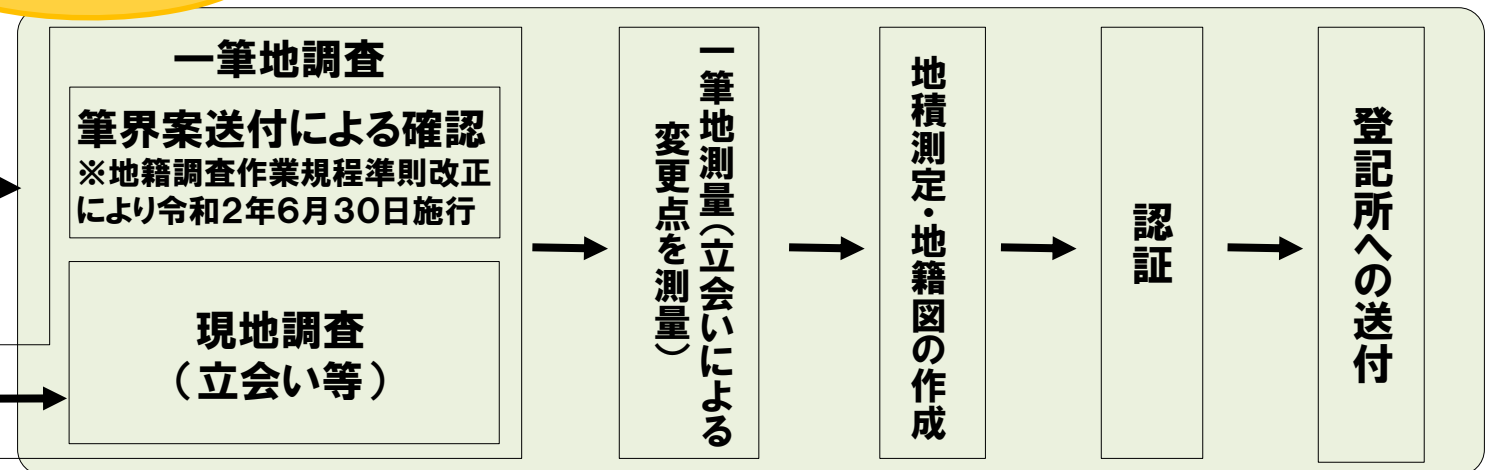 一筆地調査
筆界案送付による確認
※地籍調査作業規程準則改正
により令和2年6月30日施行
現地調査
（立会い等）
一筆地測量（立会いによる
変更点を測量）
地積測定・地籍図の作成
認証
登記所への送付